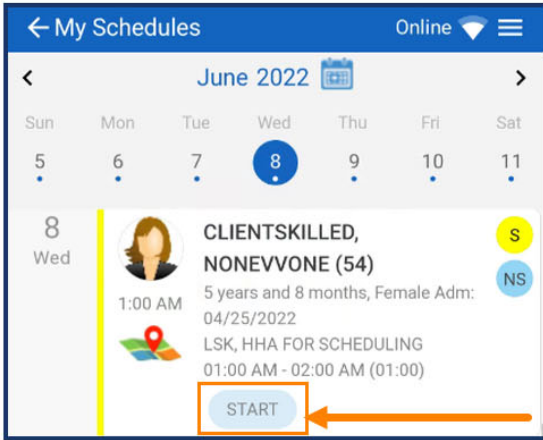 My Schedules Online
June 2022
Sun Mon Tue Wed Thu Fri Sat
5 6 7 8 9 10 11
8
Wed
1:00 AM
CLIENTSKILLED,
NONEVVONE (54)
5 years and 8 months, Female Adm:
04/25/2022
LSK, HHA FOR SCHEDULING
01:00 AM - 02:00 AM (01:00)
START
S
NS